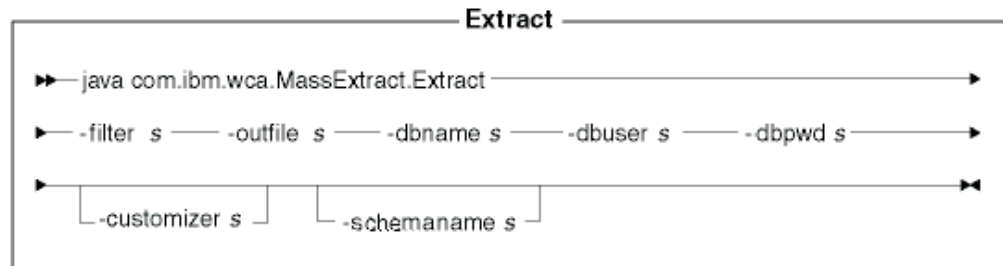 Extract
java com.ibm.wca.MassExtract.Extract
-filter s -outfile s -dbname s -dbuser s -dbpwd s
-customizer s -schemaname s